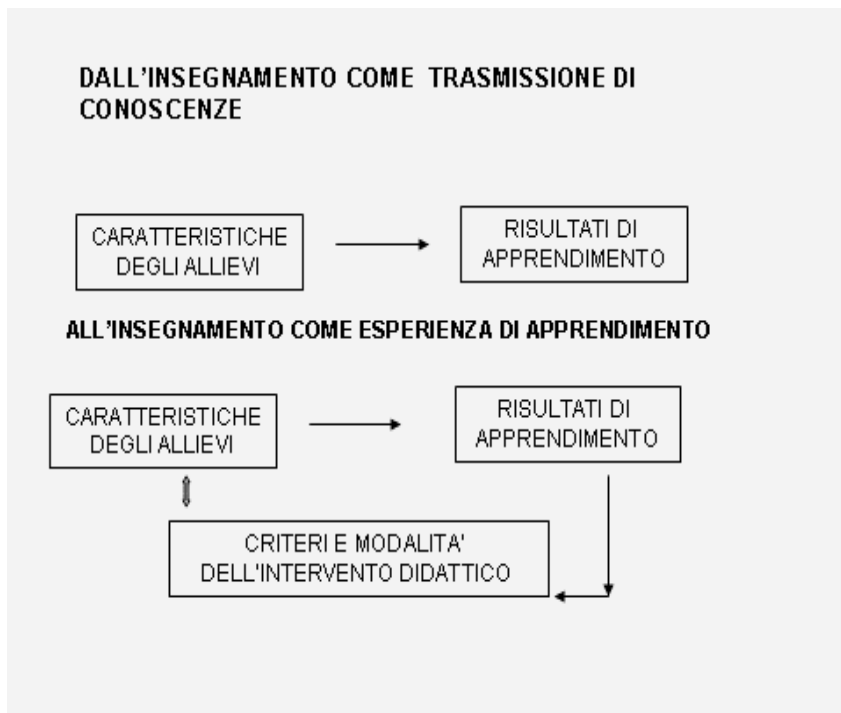 DALL'INSEGNAMENTO COME TRASMISSIONE DI
CONOSCENZE
CARATTERISTICHE
DEGLI ALLIEVI
RISULTATI DI
APPRENDIMENTO
ALL'INSEGNAMENTO COME ESPERIENZA DI APPRENDIMENTO
CARATTERISTICHE
DEGLI ALLIEVI
RISULTATI DI
APPRENDIMENTO
CRITERI E MODALITA'
DELL'INTERVENTO DIDATTICO